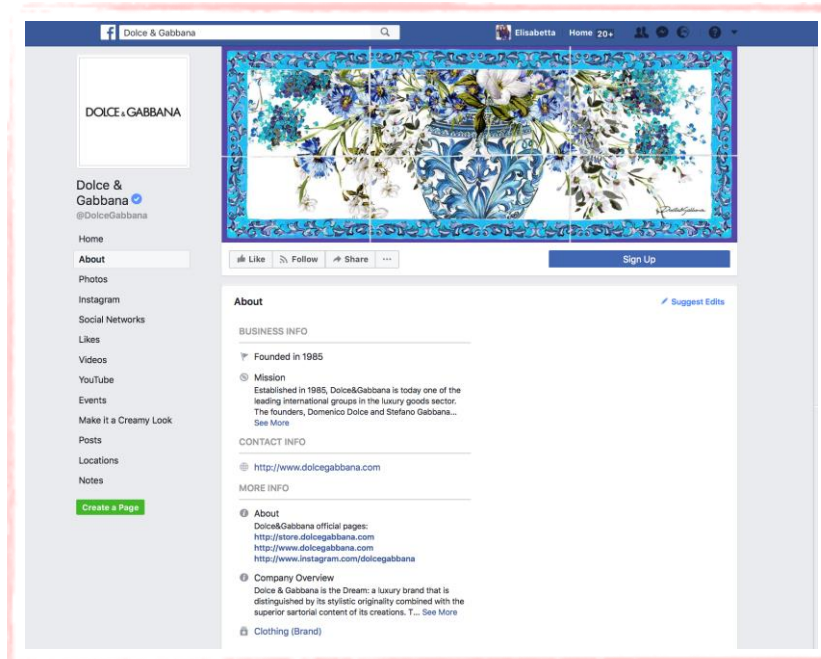 Dolce & Gabbana
Elisabetta
Home 20+
DOLCE & GABBANA
Dolce & Gabbana
Dolce &
Gabbana
@DolceGabbana
Home
About
Photos
Instagram
Social Networks
Likes
Videos
YouTube
Events
Make it a Creamy Look
Posts
Locations
Notes
Create a Page
Like
Follow
Share
Sign Up
About
Suggest Edits
BUSINESS INFO
Founded in 1985
Mission
Established in 1985, Dolce&Gabbana is today one of the
leading international groups in the luxury goods sector.
The founders, Domenico Dolce and Stefano Gabbana...
See More
CONTACT INFO
http://www.dolcegabbana.com
MORE INFO
About
Dolce&Gabbana official pages:
http://store.dolcegabbana.com
http://www.dolcegabbana.com
http://www.instagram.com/dolcegabbana
Company Overview
Dolce & Gabbana is the Dream: a luxury brand that is
distinguished by its stylistic originality combined with the
superior sartorial content of its creations. T... See More
Clothing (Brand)